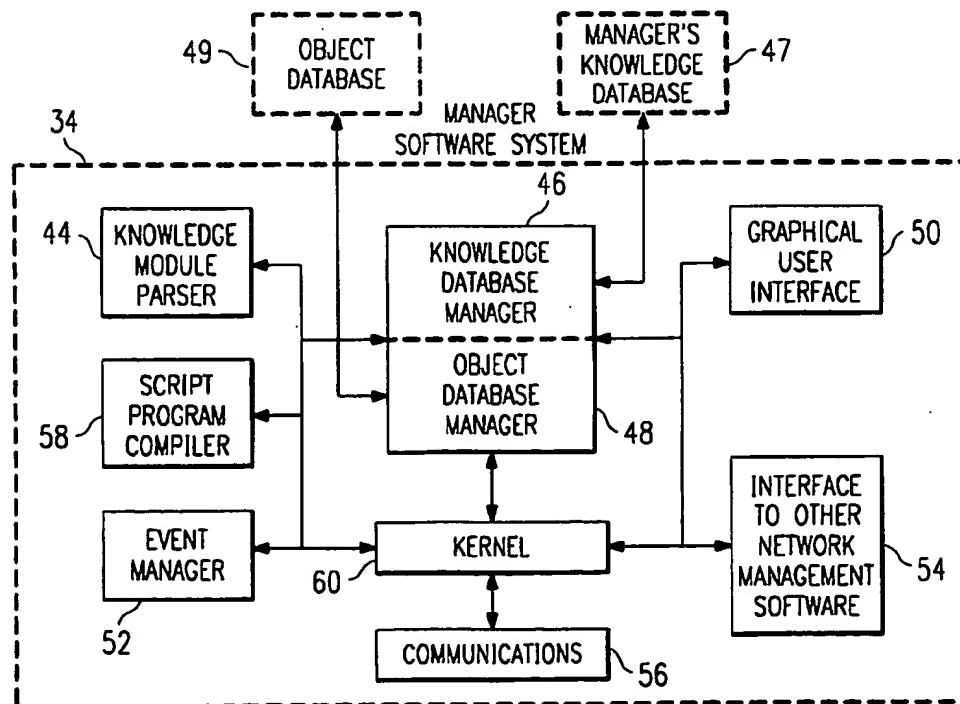 49
OBJECT
DATABASE
MANAGER'S
KNOWLEDGE
DATABASE
47
MANAGER
SOFTWARE SYSTEM
34
46
44
KNOWLEDGE
MODULE
PARSER
KNOWLEDGE
DATABASE
MANAGER
GRAPHICAL
USER
INTERFACE
50
58
SCRIPT
PROGRAM
COMPILER
OBJECT
DATABASE
MANAGER
48
EVENT
MANAGER
52
KERNEL
60
INTERFACE
TO OTHER
NETWORK
MANAGEMENT
SOFTWARE
54
COMMUNICATIONS
56